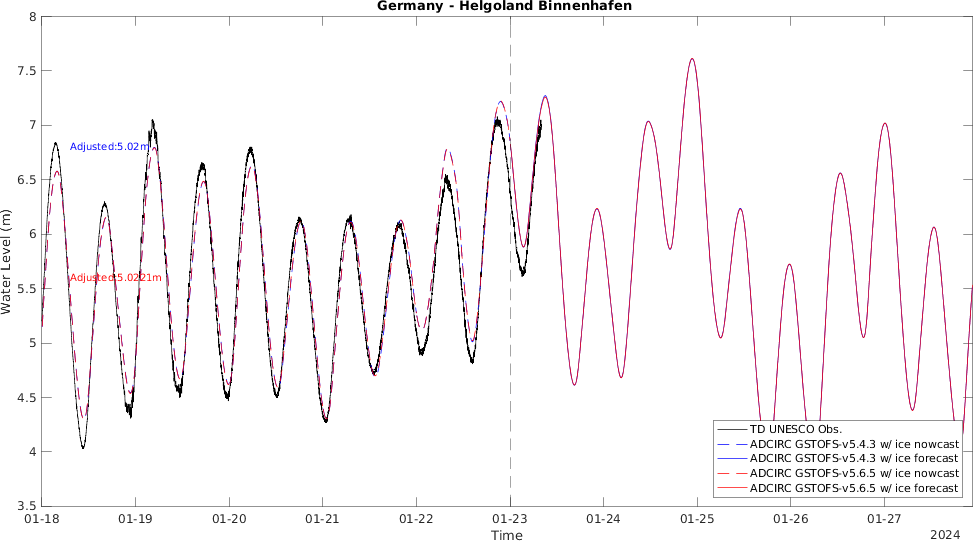 Germany - Helgoland Binnenhafen
8
7.5
7
6.5
6
5.5
5
4.5
4
3.5
Water Level (m)
Adjusted:5.02m
Adjusted:5.0221m
TD UNESCO Obs.
ADCIRC GSTOFS-v5.4.3 w/ ice nowcast
ADCIRC GSTOFS-v5.4.3 w/ ice forecast
ADCIRC GSTOFS-v5.6.5 w/ ice nowcast
ADCIRC GSTOFS-v5.6.5 w/ ice forecast
01-18 01-19 01-20 01-21 01-22 01-23 01-24 01-25 01-26 01-27
Time
2024